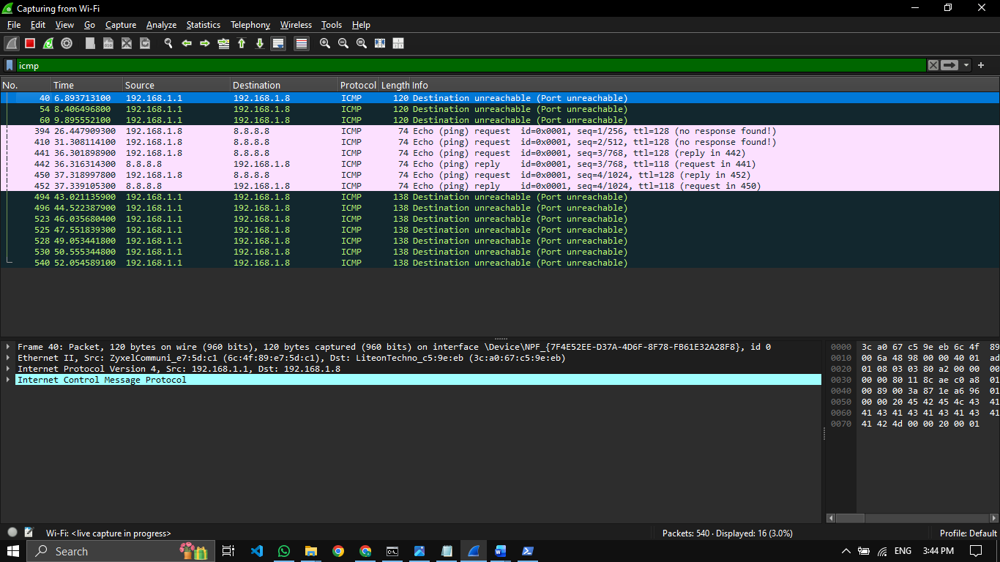 Capturing from Wi-Fi
File Edit View Go Capture Analyze Statistics Telephony Wireless Tools Help
icmp
No. Time Source Destination Protocol Length Info
40 6.893713100 192.168.1.1 192.168.1.8 ICMP 120 Destination unreachable (Port unreachable)
54 8.406496800 192.168.1.1 192.168.1.8 ICMP 120 Destination unreachable (Port unreachable)
60 9.895552100 192.168.1.1 192.168.1.8 ICMP 120 Destination unreachable (Port unreachable)
394 26.447909300 192.168.1.8 8.8.8.8 ICMP 74 Echo (ping) request id=0x0001, seq=1/256, ttl=128 (no response found!)
410 31.308114100 192.168.1.8 8.8.8.8 ICMP 74 Echo (ping) request id=0x0001, seq=2/512, ttl=128 (no response found!)
441 36.301898900 192.168.1.8 8.8.8.8 ICMP 74 Echo (ping) request id=0x0001, seq=3/768, ttl=128 (reply in 442)
442 36.316314300 8.8.8.8 192.168.1.8 ICMP 74 Echo (ping) reply id=0x0001, seq=3/768, ttl=118 (request in 441)
450 37.318997800 192.168.1.8 8.8.8.8 ICMP 74 Echo (ping) request id=0x0001, seq=4/1024, ttl=128 (reply in 452)
452 37.339105300 8.8.8.8 192.168.1.8 ICMP 74 Echo (ping) reply id=0x0001, seq=4/1024, ttl=118 (request in 450)
494 43.021135900 192.168.1.1 192.168.1.8 ICMP 138 Destination unreachable (Port unreachable)
496 44.522387900 192.168.1.1 192.168.1.8 ICMP 138 Destination unreachable (Port unreachable)
523 46.035680400 192.168.1.1 192.168.1.8 ICMP 138 Destination unreachable (Port unreachable)
525 47.551839300 192.168.1.1 192.168.1.8 ICMP 138 Destination unreachable (Port unreachable)
528 49.053441800 192.168.1.1 192.168.1.8 ICMP 138 Destination unreachable (Port unreachable)
530 50.555344800 192.168.1.1 192.168.1.8 ICMP 138 Destination unreachable (Port unreachable)
540 52.054589100 192.168.1.1 192.168.1.8 ICMP 138 Destination unreachable (Port unreachable)
Frame 40: Packet, 120 bytes on wire (960 bits), 120 bytes captured (960 bits) on interface \Device\NPF_{7F4E52EE-D37A-4D6F-8F78-FB61E32A28F8}, id 0
Ethernet II, Src: ZyxelCommuni_e7:5d:c1 (6c:4f:89:e7:5d:c1), Dst: LiteonTechno_c5:9e:eb (3c:a0:67:c5:9e:eb)
Internet Protocol Version 4, Src: 192.168.1.1, Dst: 192.168.1.8
Internet Control Message Protocol
0000 3c a0 67 c5 9e eb 6c 4f 89
0010 00 6a 48 98 00 00 40 01 ad
0020 01 08 03 03 80 a2 00 00 00
0030 00 00 80 11 8c ae c0 a8 01
0040 00 89 00 3a 87 1e a6 96 01
0050 00 00 20 45 42 45 4c 43 41
0060 41 43 41 43 41 43 41 43 41
0070 41 42 4d 00 00 20 00 01
Wi-Fi: <live capture in progress> Packets: 540 · Displayed: 16 (3.0%) Profile: Default
Search ENG 3:44 PM